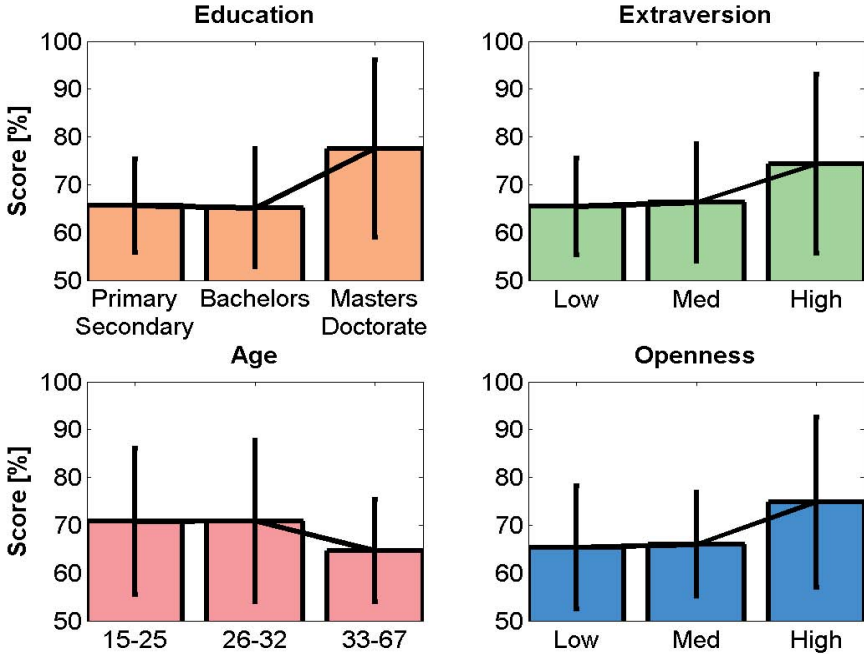 Education
100
90
80
70
60
50
Score [%]
Primary Bachelors Masters
Secondary Doctorate
Extraversion
100
90
80
70
60
50
Low Med High
Age
100
90
80
70
60
50
Score [%]
15-25 26-32 33-67
Openness
100
90
80
70
60
50
Low Med High